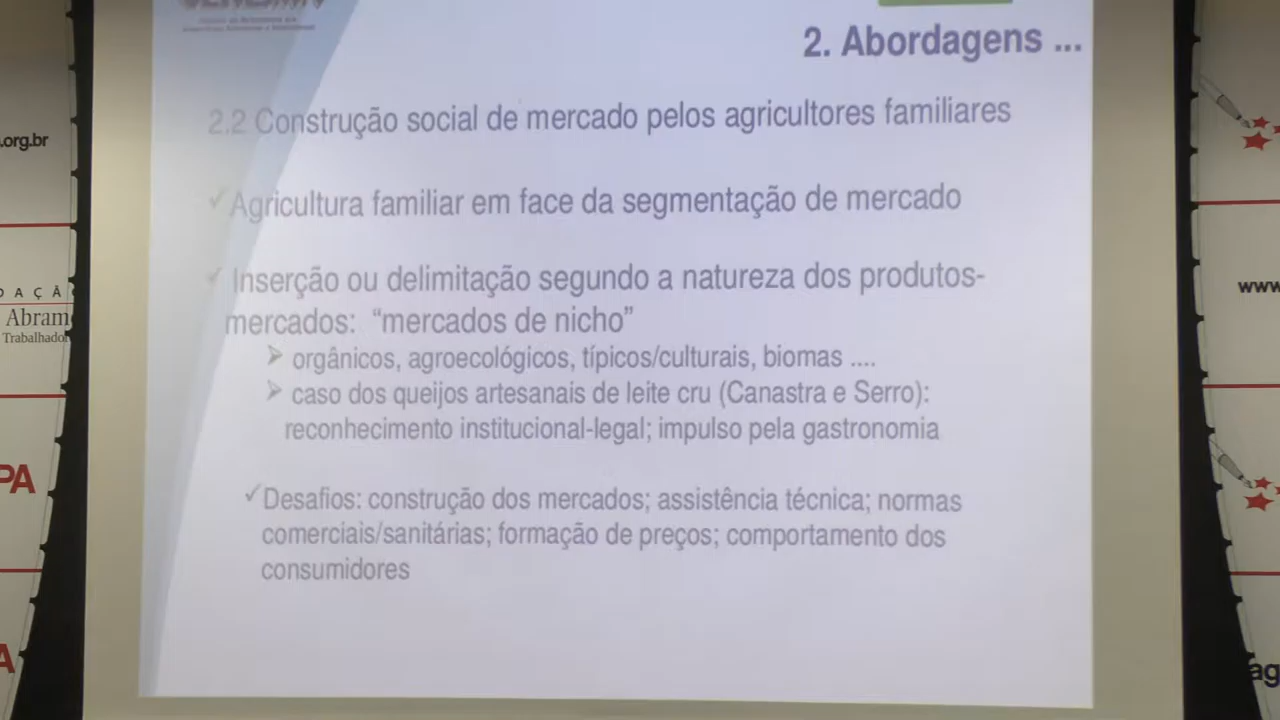 2. Abordagens ...
2.2 Construção social de mercado pelos agricultores familiares
✓ Agricultura familiar em face da segmentação de mercado
✓ Inserção ou delimitação segundo a natureza dos produtos-
mercados: “mercados de nicho”
➢ orgânicos, agroecológicos, típicos/culturais, biomas ....
➢ caso dos queijos artesanais de leite cru (Canastra e Serro):
reconhecimento institucional-legal; impulso pela gastronomia
✓ Desafios: construção dos mercados; assistência técnica; normas
comerciais/sanitárias; formação de preços; comportamento dos
consumidores
.org.br
DAÇÃ
Abram
Trabalhado
PA
A
www
ag